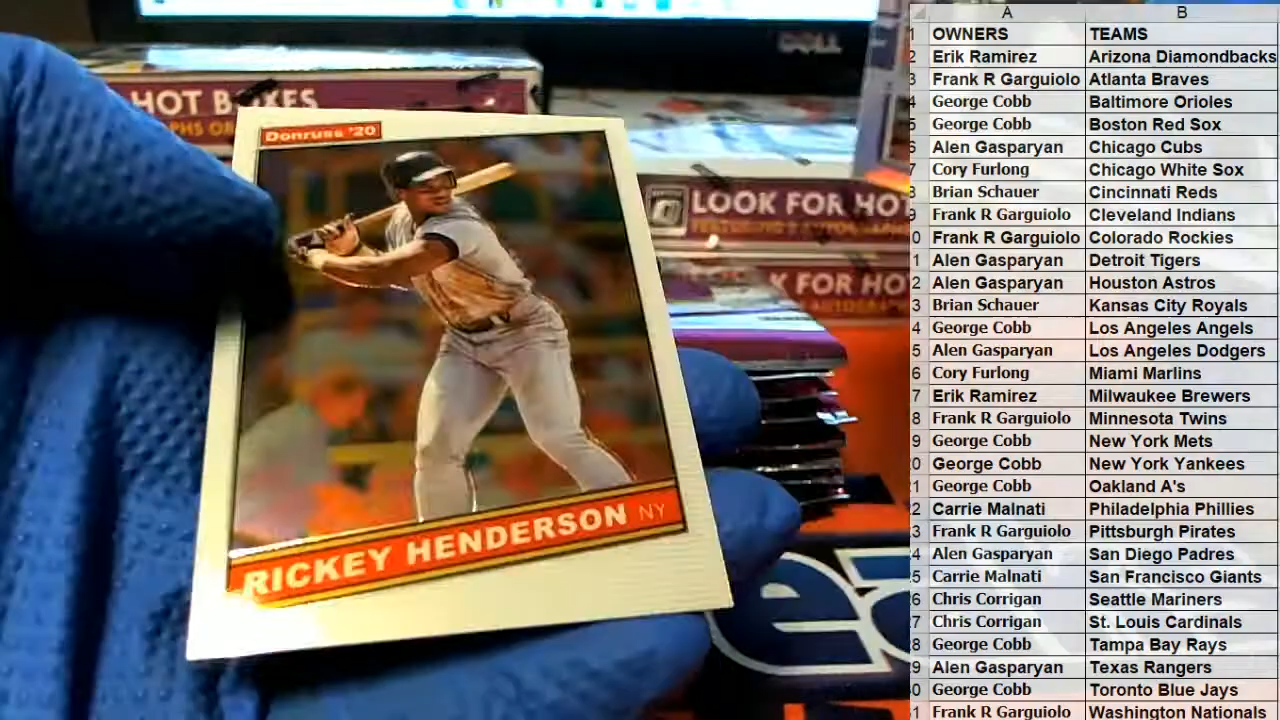 DELL
HOT BOXES
Donruss '20
RICKEY HENDERSON NY
LOOK FOR HOT
K FOR HO
A B
1 OWNERS TEAMS
2 Erik Ramirez Arizona Diamondbacks
3 Frank R Garguiolo Atlanta Braves
4 George Cobb Baltimore Orioles
5 George Cobb Boston Red Sox
6 Alen Gasparyan Chicago Cubs
7 Cory Furlong Chicago White Sox
8 Brian Schauer Cincinnati Reds
9 Frank R Garguiolo Cleveland Indians
0 Frank R Garguiolo Colorado Rockies
1 Alen Gasparyan Detroit Tigers
2 Alen Gasparyan Houston Astros
3 Brian Schauer Kansas City Royals
4 George Cobb Los Angeles Angels
5 Alen Gasparyan Los Angeles Dodgers
6 Cory Furlong Miami Marlins
7 Erik Ramirez Milwaukee Brewers
8 Frank R Garguiolo Minnesota Twins
9 George Cobb New York Mets
0 George Cobb New York Yankees
1 George Cobb Oakland A's
2 Carrie Malnati Philadelphia Phillies
3 Frank R Garguiolo Pittsburgh Pirates
4 Alen Gasparyan San Diego Padres
5 Carrie Malnati San Francisco Giants
6 Chris Corrigan Seattle Mariners
7 Chris Corrigan St. Louis Cardinals
8 George Cobb Tampa Bay Rays
9 Alen Gasparyan Texas Rangers
0 George Cobb Toronto Blue Jays
1 Frank R Garguiolo Washington Nationals